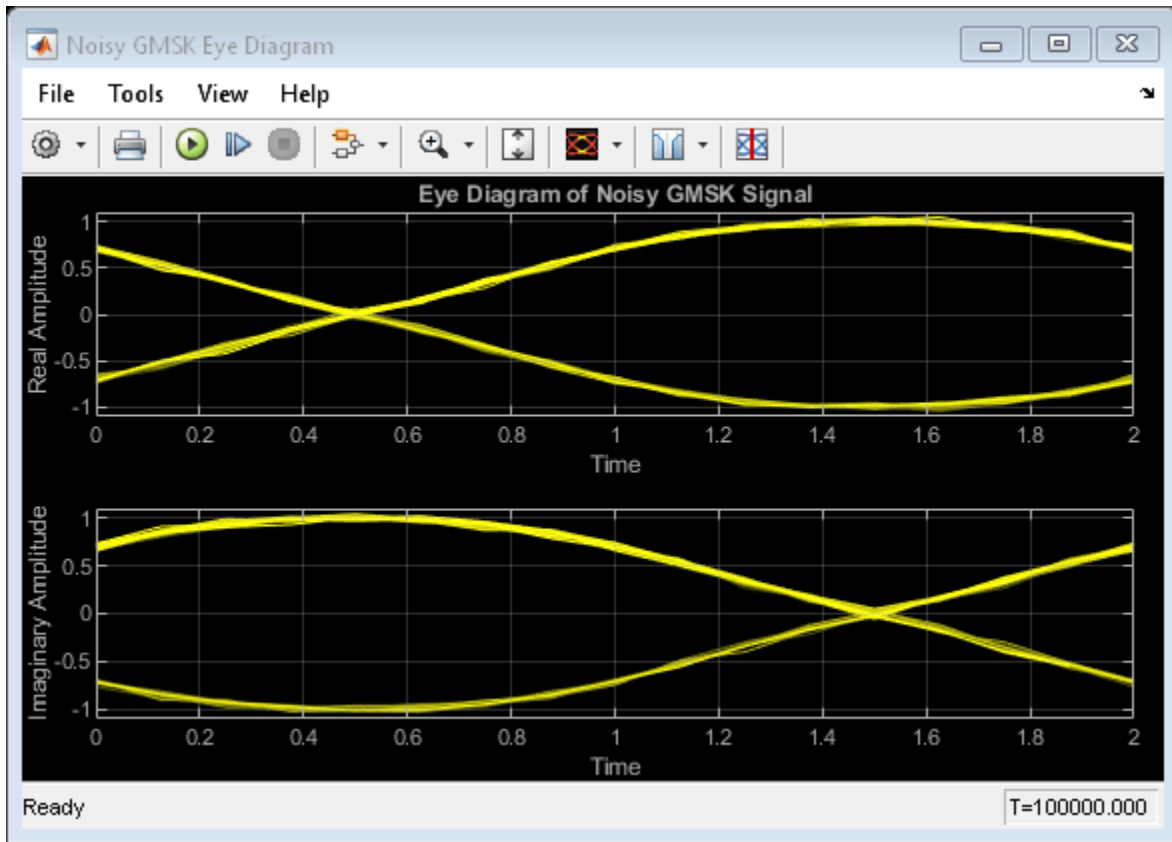 Noisy GMSK Eye Diagram
File Tools View Help
Eye Diagram of Noisy GMSK Signal
Real Amplitude
1
0.5
0
-0.5
-1
0 0.2 0.4 0.6 0.8 1 1.2 1.4 1.6 1.8 2
Time
Imaginary Amplitude
1
0.5
0
-0.5
-1
0 0.2 0.4 0.6 0.8 1 1.2 1.4 1.6 1.8 2
Time
Ready T=100000.000